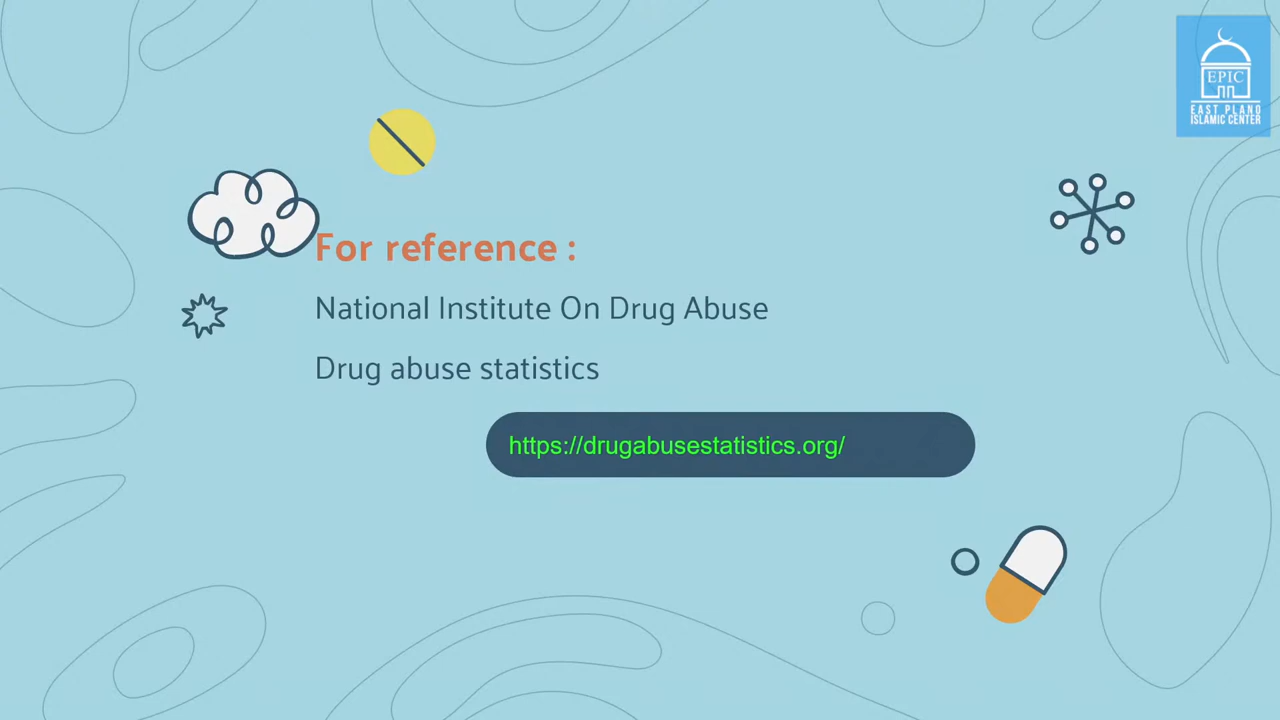 EPIC
EAST PLANO
ISLAMIC CENTER
For reference :
National Institute On Drug Abuse
Drug abuse statistics
https://drugabusestatistics.org/